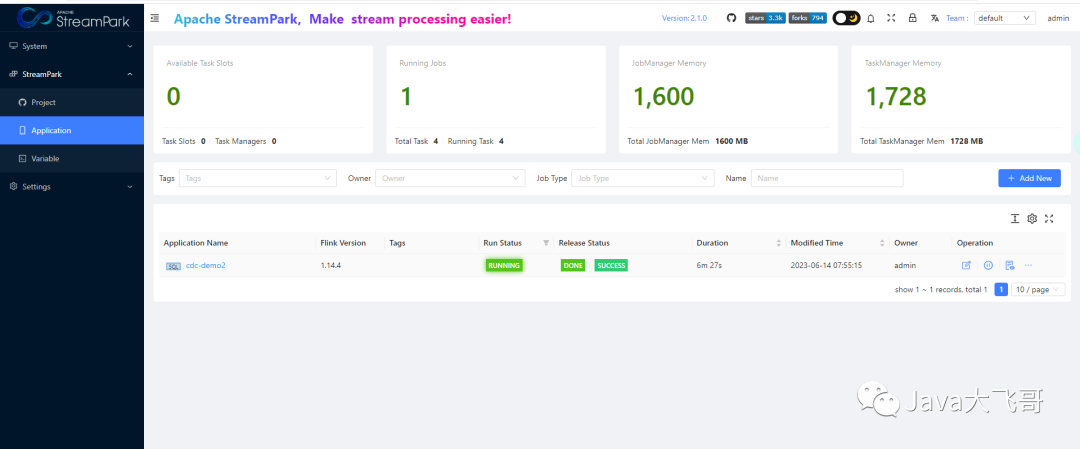 APACHE
StreamPark
Apache StreamPark, Make stream processing easier!
Version: 2.1.0
stars 3.3k
forks 794
Team :
default
admin
System
StreamPark
Project
Application
Variable
Settings
Available Task Slots
0
Task Slots 0 Task Managers 0
Running Jobs
1
Total Task 4 Running Task 4
JobManager Memory
1,600
Total JobManager Mem 1600 MB
TaskManager Memory
1,728
Total TaskManager Mem 1728 MB
Tags Tags Owner Owner Job Type Job Type Name Name + Add New
Application Name Flink Version Tags Run Status Release Status Duration Modified Time Owner Operation
SQL cdc-demo2 1.14.4 RUNNING DONE SUCCESS 6m 27s 2023-06-14 07:55:15 admin
show 1 ~ 1 records, total 1 1 10 / page
Java大飞哥